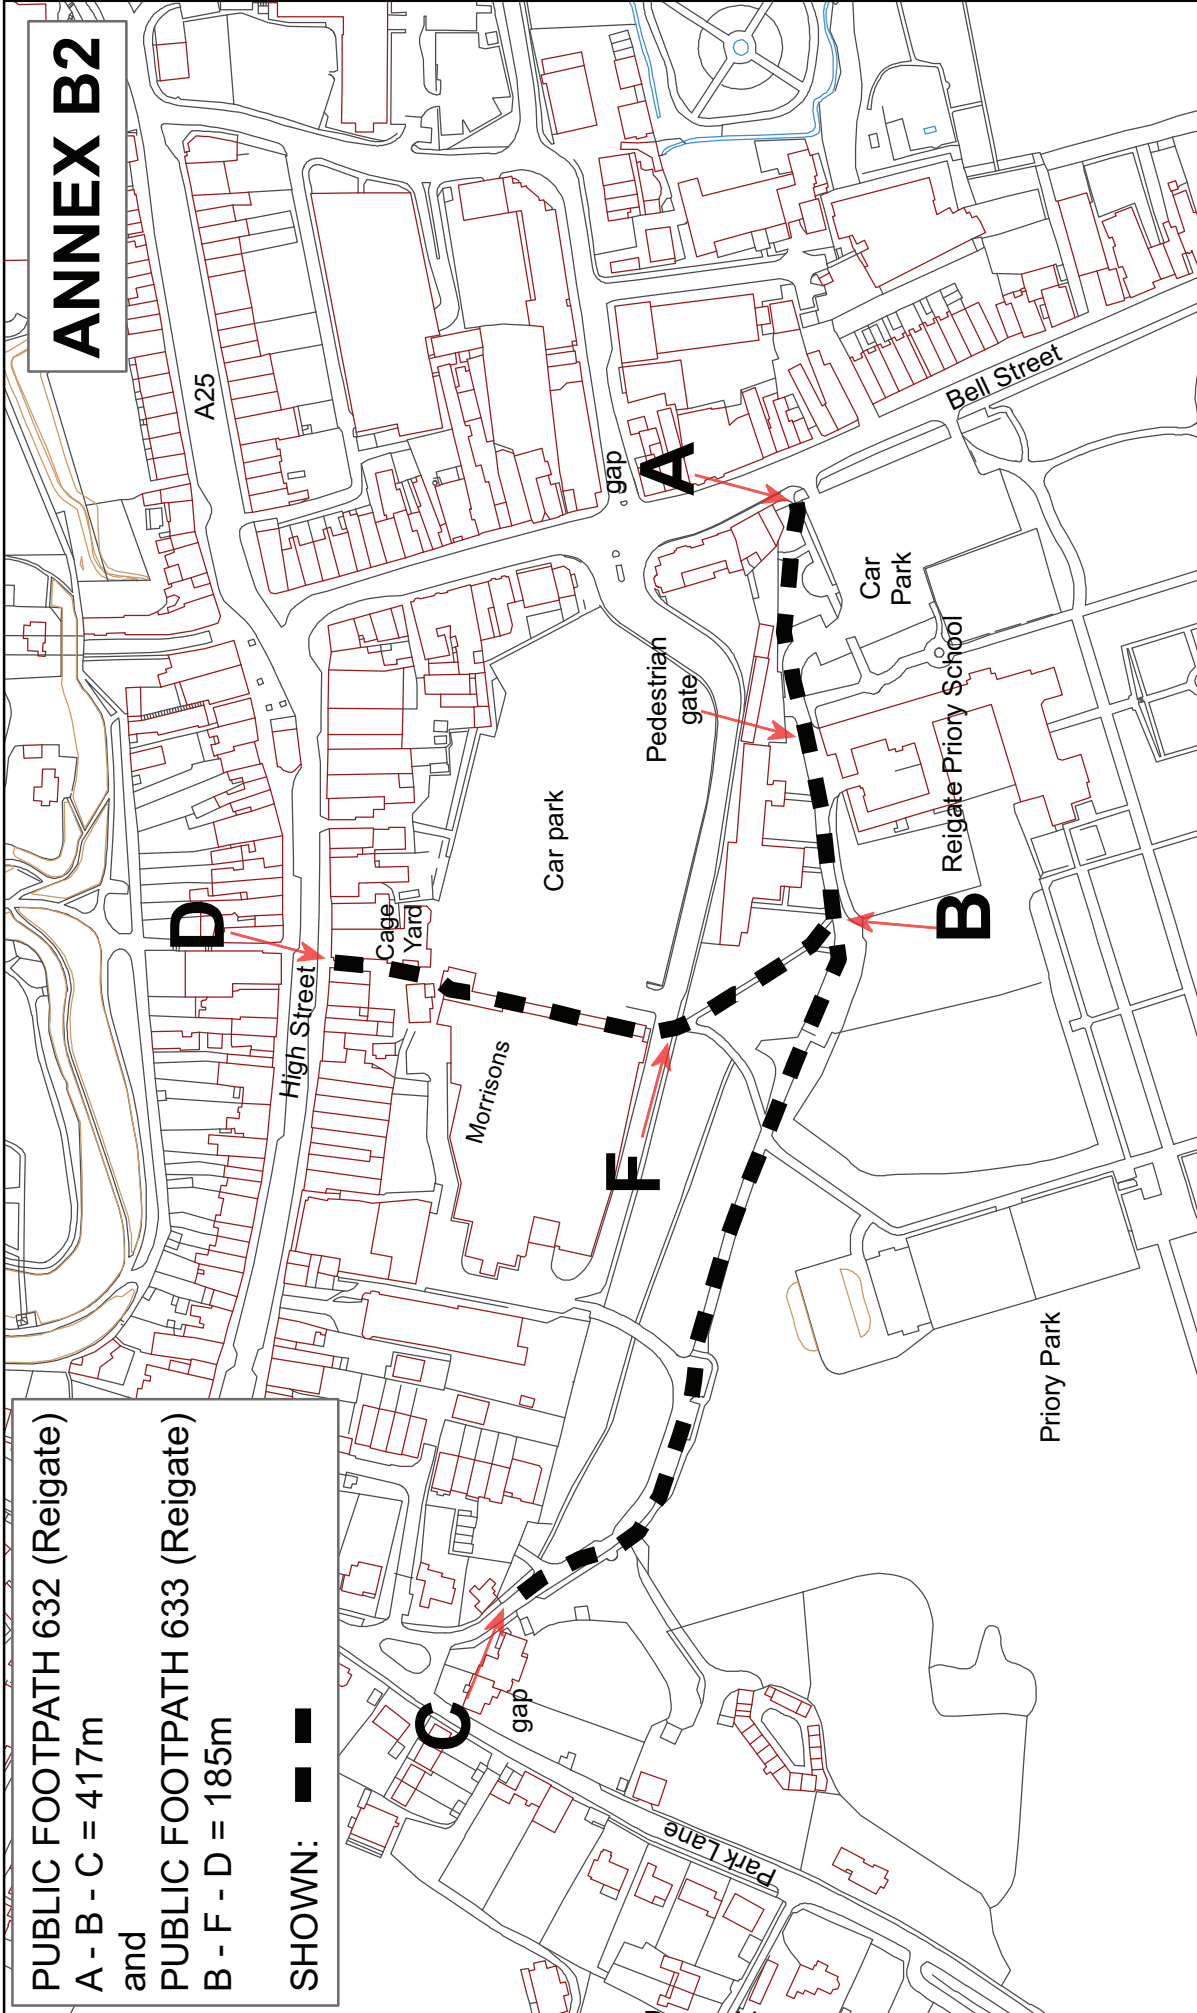 PUBLIC FOOTPATH 632 (Reigate)
A - B - C = 417m
and
PUBLIC FOOTPATH 633 (Reigate)
B - F - D = 185m
SHOWN:
ANNEX B2
A25
D
High Street
Cage
Yard
Morrisons
Car park
gap
A
Bell Street
Pedestrian
gate
Car
Park
Reigate Priory School
B
F
C
gap
Park Lane
Priory Park